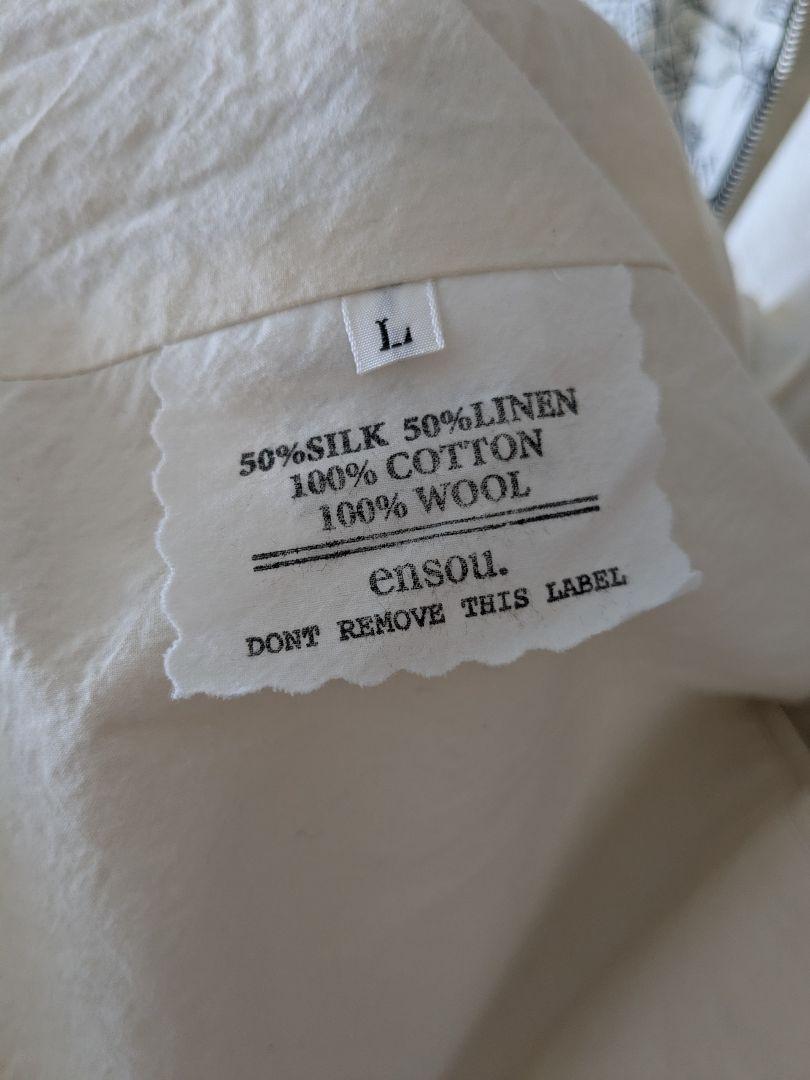 L
50%SILK 50%LINEN
100% COTTON
100% WOOL
ensou.
DONT REMOVE THIS LABEL